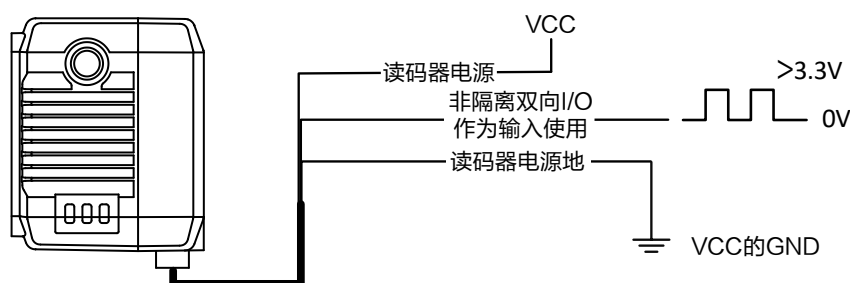 VCC
读码器电源
>3.3V
非隔离双向I/O
作为输入使用
0V
读码器电源地
VCC的GND